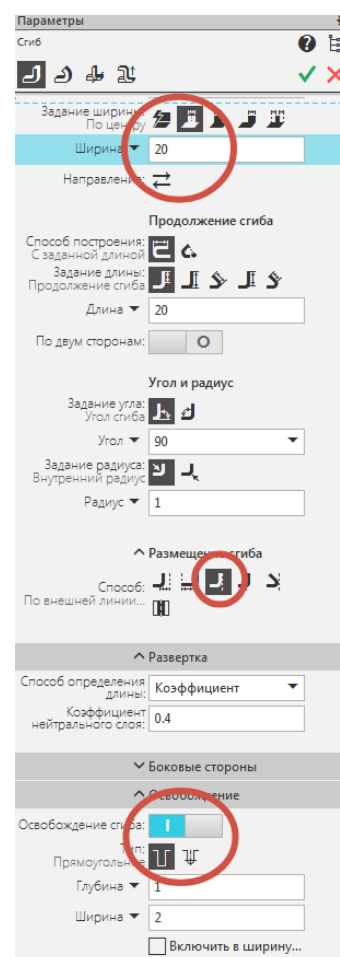 Параметры
Сгиб
Задание ширины:
По центру
Ширина 20
Направление:
Продолжение сгиба
Способ построения:
С заданной длиной
Задание длины:
Продолжение сгиба
Длина 20
По двум сторонам:
Угол и радиус
Задание угла:
Угол сгиба
Угол 90
Задание радиуса:
Внутренний радиус
Радиус 1
Размещение сгиба
Способ:
По внешней линии...
Развертка
Способ определения
длины: Коэффициент
Коэффициент
нейтрального слоя: 0.4
Боковые стороны
Освобождение
Освобождение сгиба:
Тип:
Прямоугольное
Глубина 1
Ширина 2
Включить в ширину...